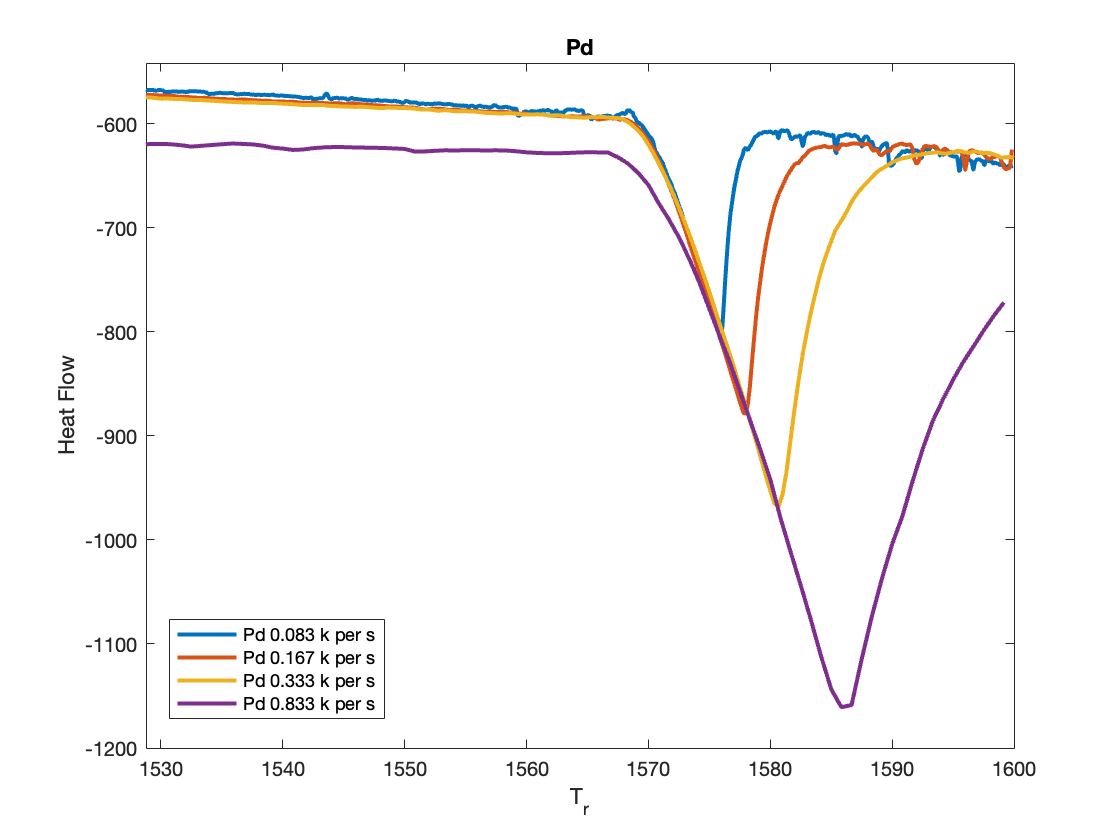 Pd
-600
-700
-800
-900
-1000
-1100
-1200
Heat Flow
Pd 0.083 k per s
Pd 0.167 k per s
Pd 0.333 k per s
Pd 0.833 k per s
1530 1540 1550 1560 1570 1580 1590 1600
T_r